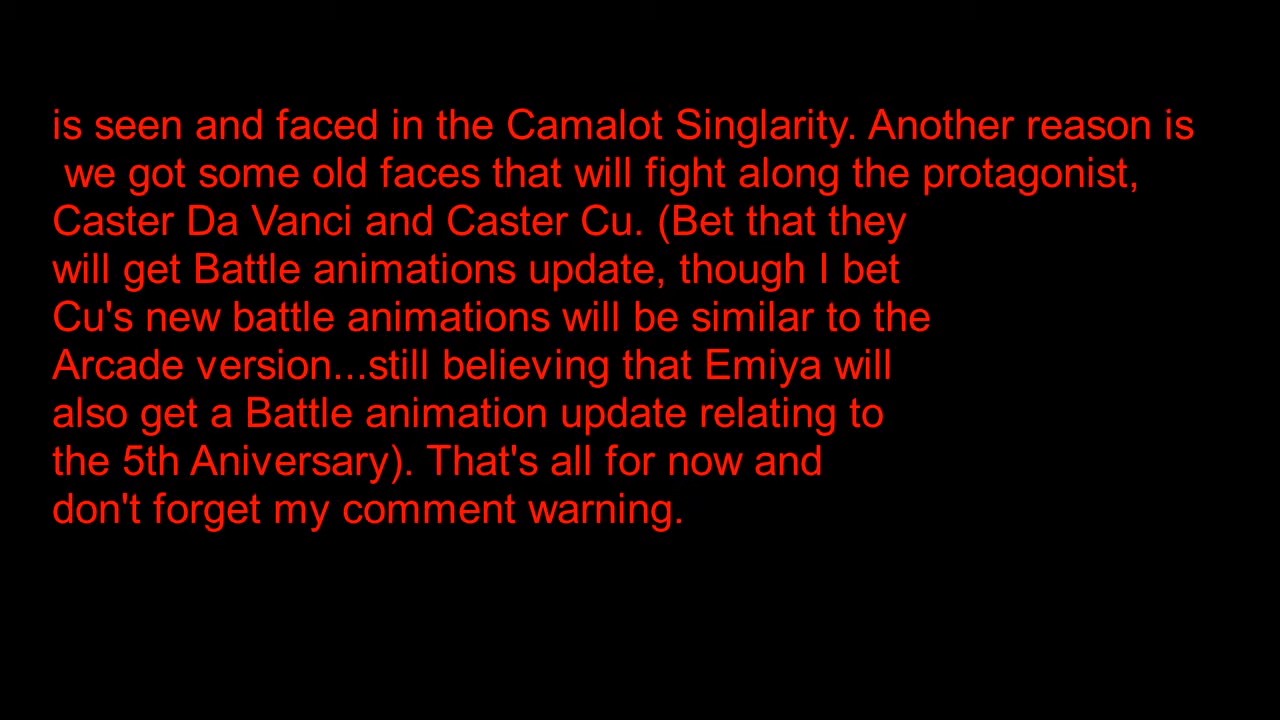 is seen and faced in the Camalot Singlarity. Another reason is
we got some old faces that will fight along the protagonist,
Caster Da Vanci and Caster Cu. (Bet that they
will get Battle animations update, though I bet
Cu's new battle animations will be similar to the
Arcade version...still believing that Emiya will
also get a Battle animation update relating to
the 5th Aniversary). That's all for now and
don't forget my comment warning.